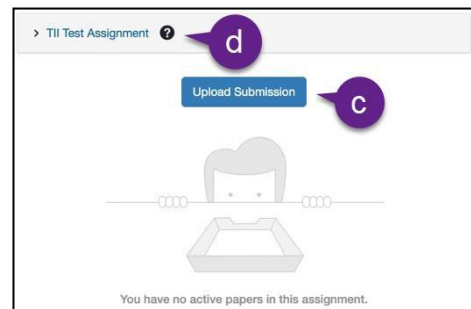 > TII Test Assignment ?
d
Upload Submission
c
You have no active papers in this assignment.